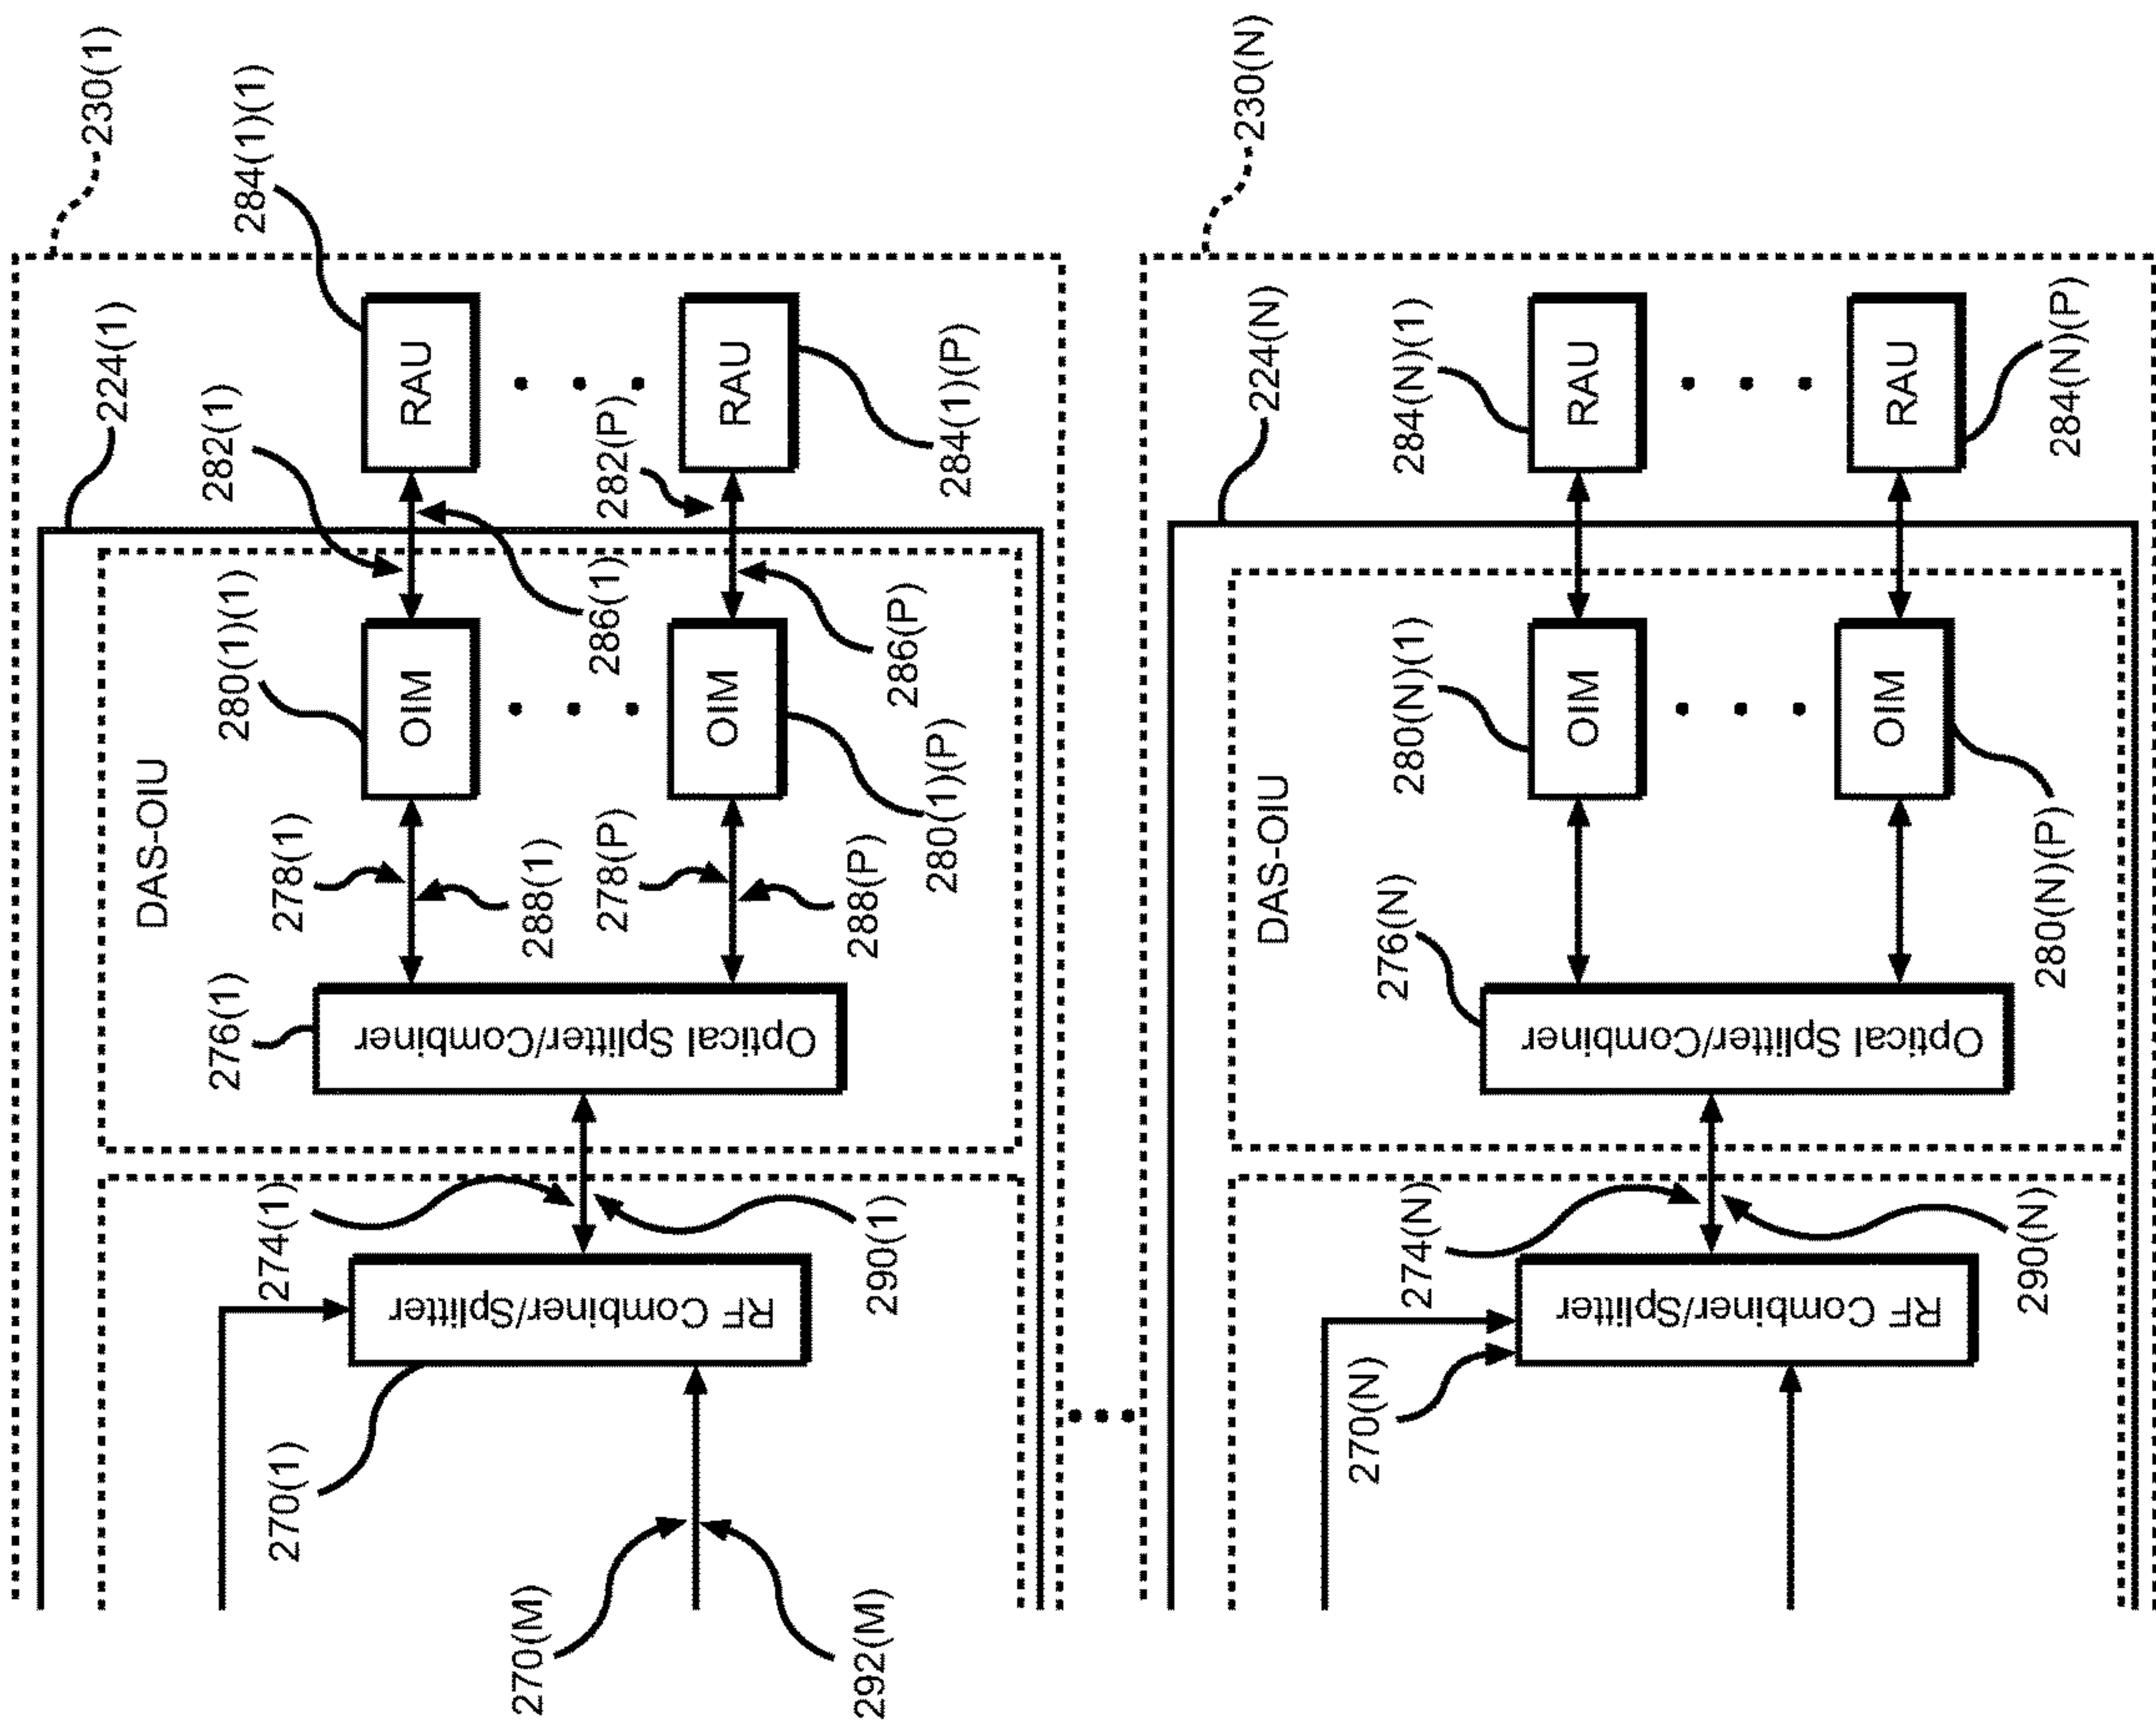 230(1)
224(1)
284(1)(1)
282(1)
RAU
282(P)
RAU
284(1)(P)
DAS-OIU
280(1)(1)
OIM
286(1)
OIM
286(P)
280(1)(P)
278(1)
288(1)
278(P)
288(P)
276(1)
Optical Splitter/Combiner
274(1)
290(1)
RF Combiner/Splitter
270(1)
270(M)
292(M)
230(N)
224(N)
284(N)(1)
RAU
RAU
284(N)(P)
DAS-OIU
280(N)(1)
OIM
OIM
280(N)(P)
276(N)
Optical Splitter/Combiner
274(N)
290(N)
RF Combiner/Splitter
270(N)